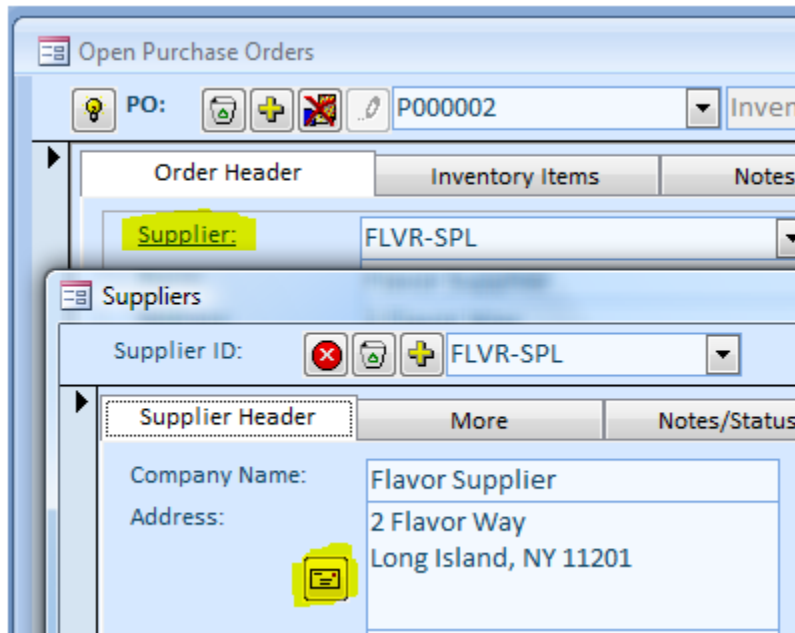 Open Purchase Orders
PO: P000002 Inven
Order Header Inventory Items Notes
Supplier: FLVR-SPL
Suppliers
Supplier ID: FLVR-SPL
Supplier Header More Notes/Status
Company Name: Flavor Supplier
Address: 2 Flavor Way
Long Island, NY 11201